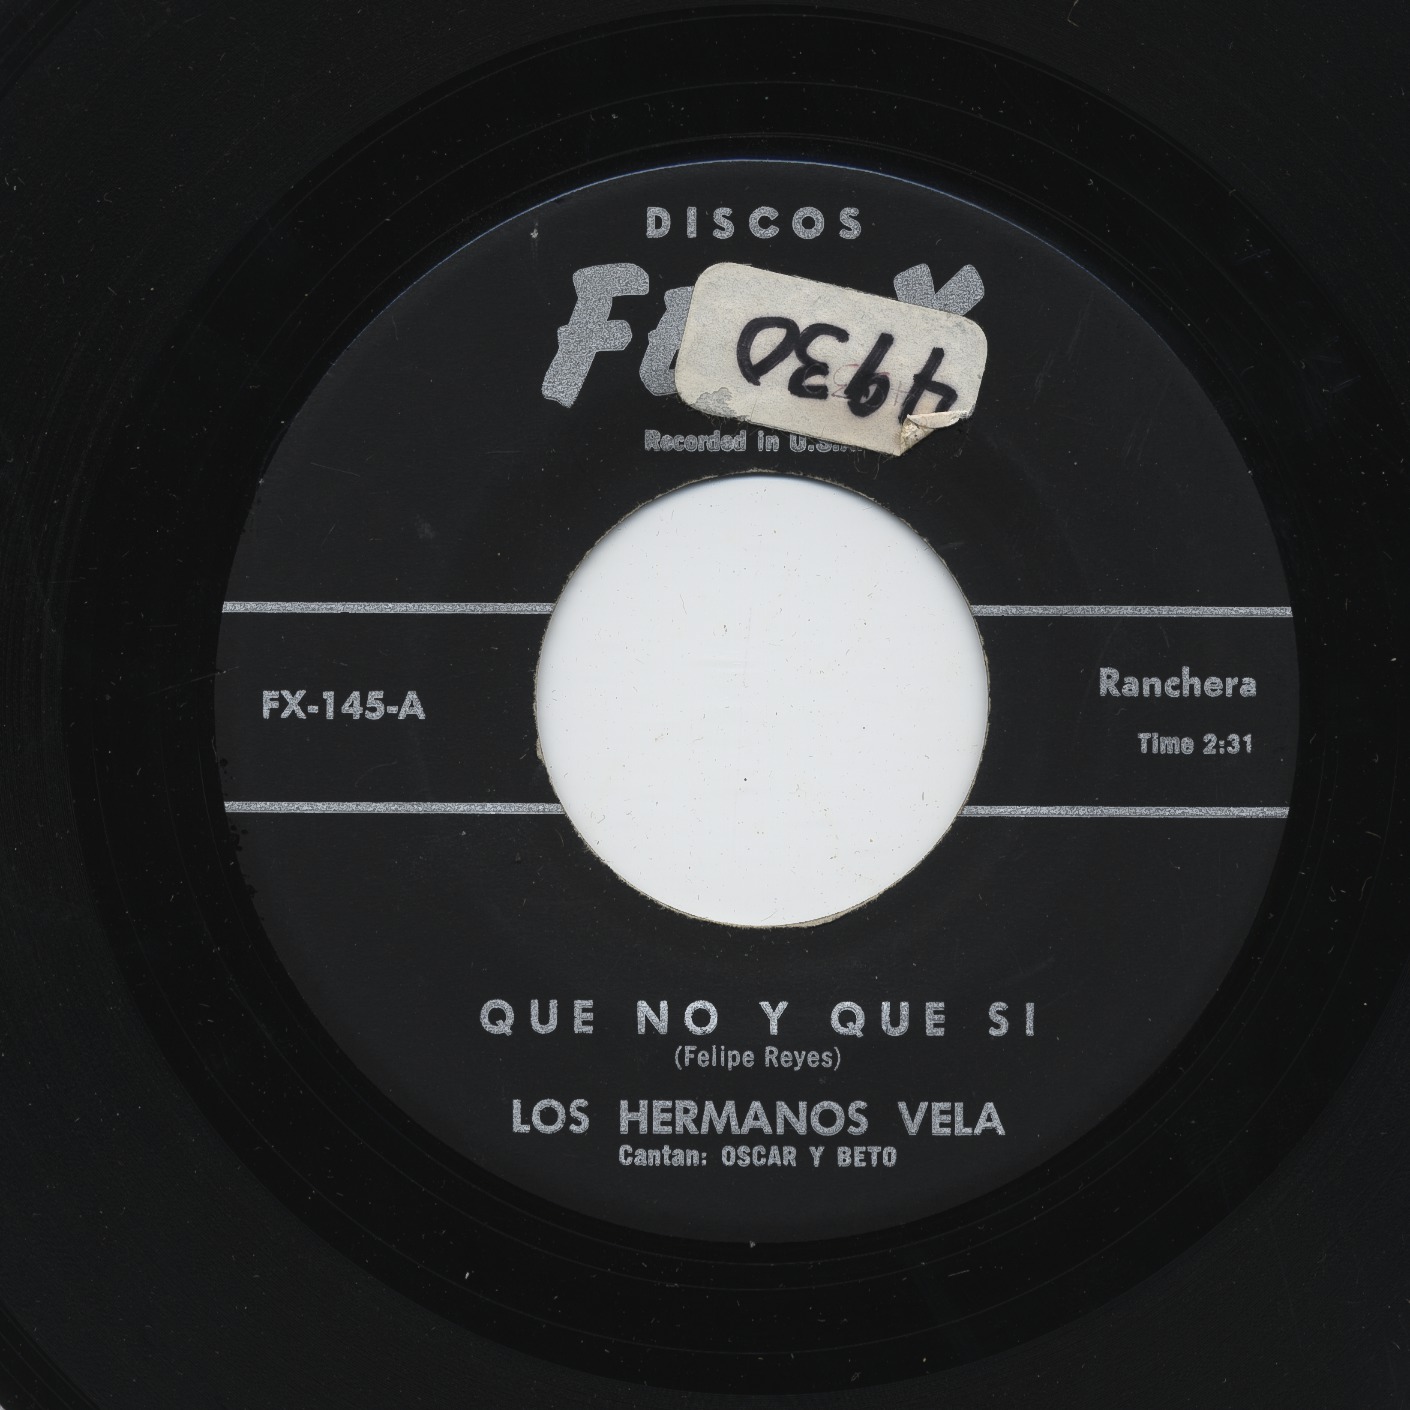 DISCOS
4930
Recorded in U.S.A.
FX-145-A
Ranchera
Time 2:31
QUE NO Y QUE SI
(Felipe Reyes)
LOS HERMANOS VELA
Cantan: OSCAR Y BETO